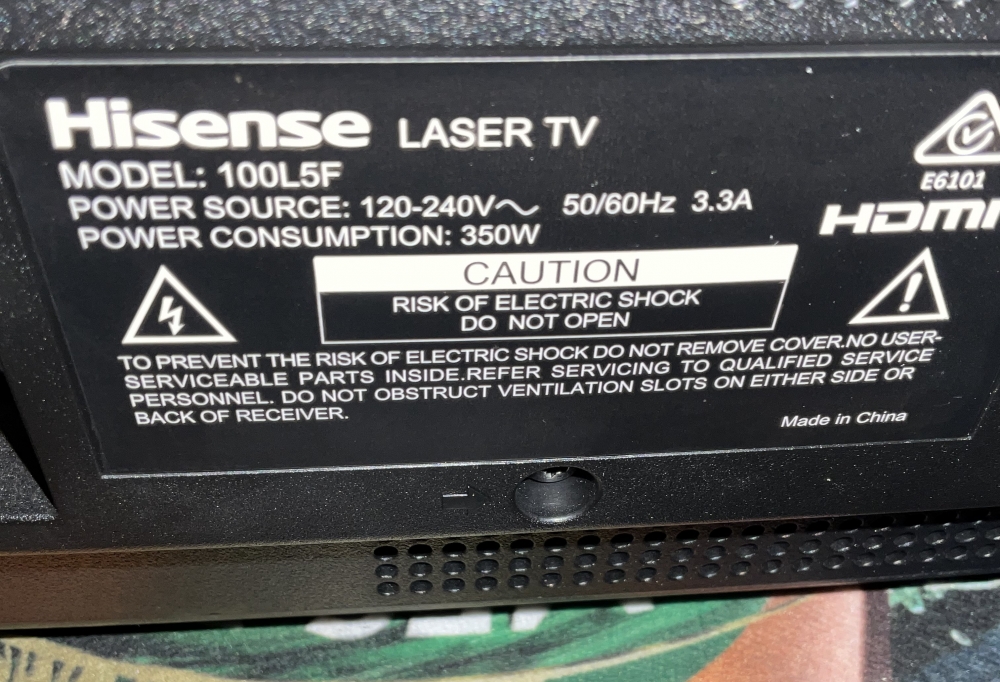 Hisense LASER TV
MODEL: 100L5F
POWER SOURCE: 120-240V～ 50/60Hz 3.3A
POWER CONSUMPTION: 350W
E6101
HDMI
CAUTION
RISK OF ELECTRIC SHOCK
DO NOT OPEN
TO PREVENT THE RISK OF ELECTRIC SHOCK DO NOT REMOVE COVER.NO USER-
SERVICEABLE PARTS INSIDE.REFER SERVICING TO QUALIFIED SERVICE
PERSONNEL. DO NOT OBSTRUCT VENTILATION SLOTS ON EITHER SIDE OR
BACK OF RECEIVER.
Made in China